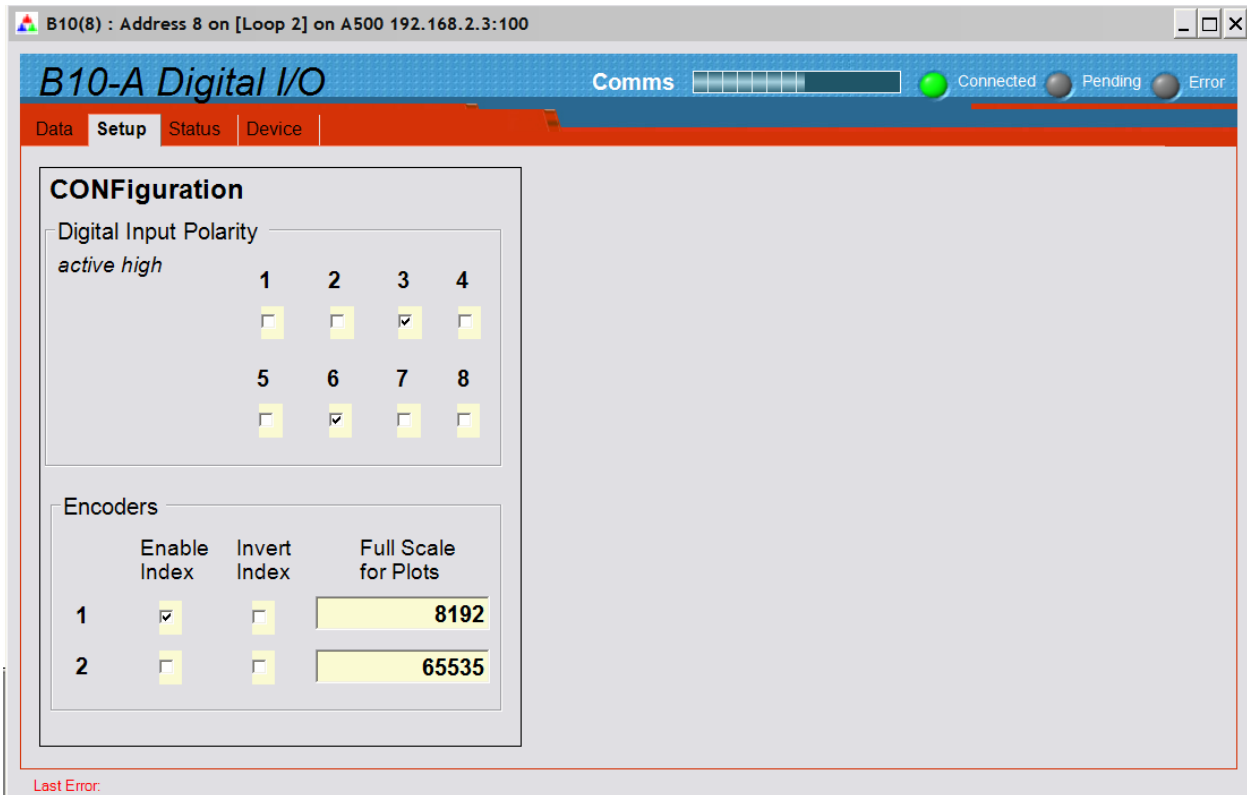 B10(8) : Address 8 on [Loop 2] on A500 192.168.2.3:100
B10-A Digital I/O
Comms
Connected
Pending
Error
Data Setup Status Device
CONFiguration
Digital Input Polarity
active high
1 2 3 4
5 6 7 8
Encoders
Enable Index
Invert Index
Full Scale for Plots
1 8192
2 65535
Last Error: